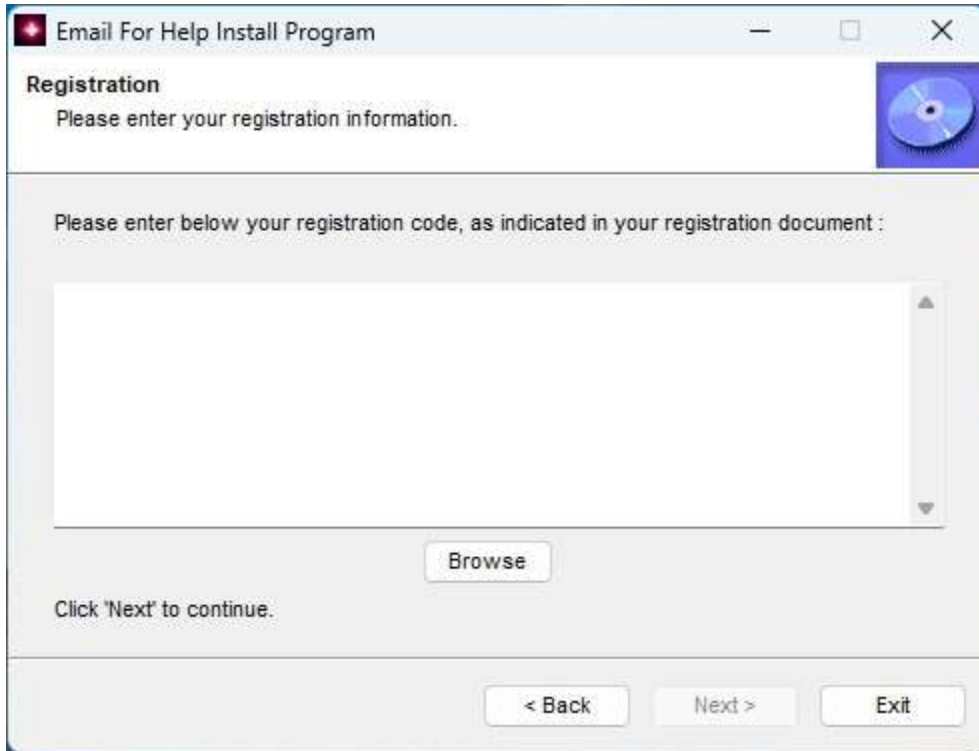 Email For Help Install Program
Registration
Please enter your registration information.
Please enter below your registration code, as indicated in your registration document :
Browse
Click 'Next' to continue.
< Back
Next >
Exit